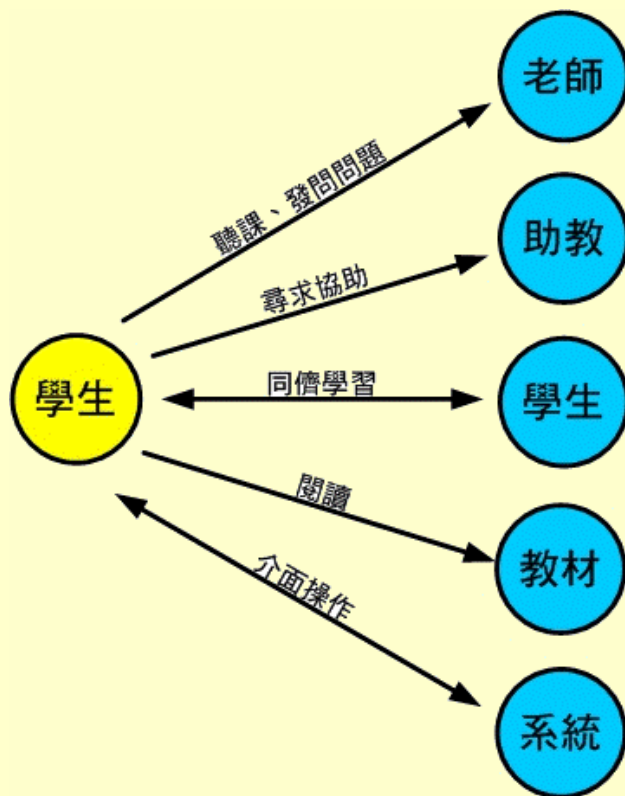 老師
聽課、發問問題
助教
尋求協助
學生
同儕學習
學生
閱讀
教材
介面操作
系統